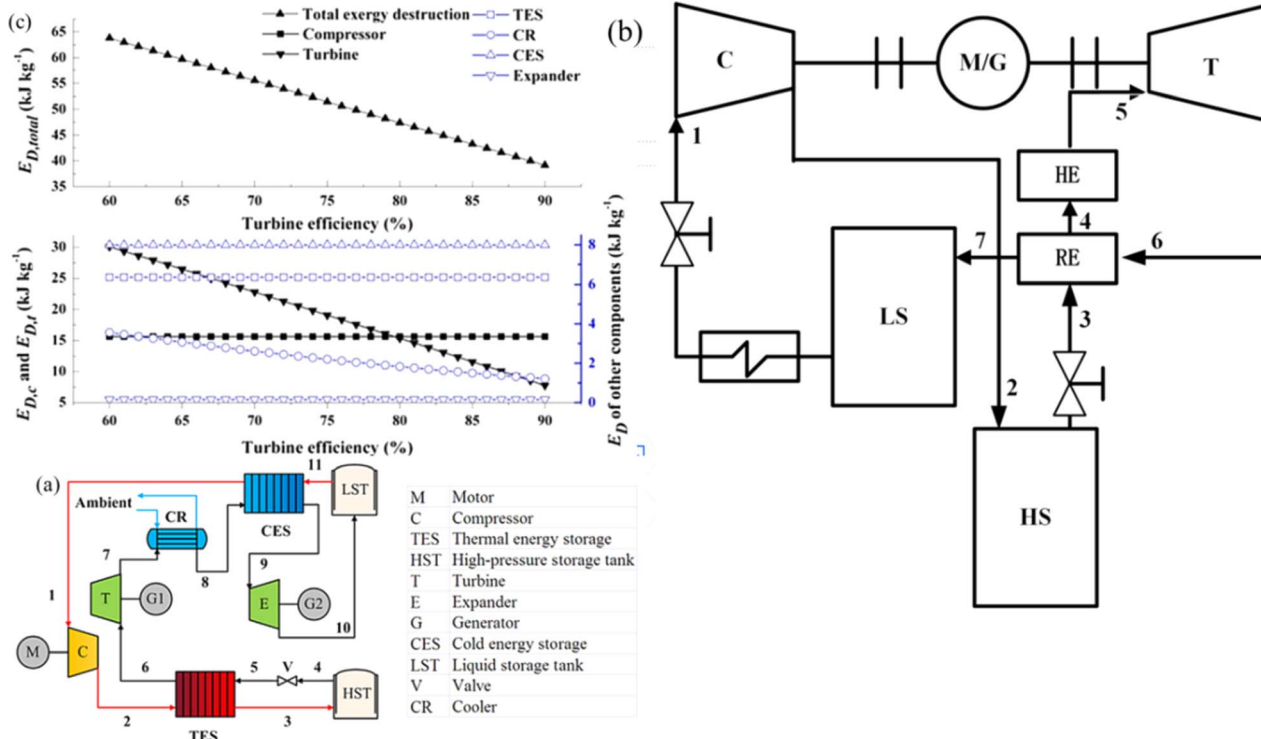 (c)
Total exergy destruction
Compressor
Turbine
TES
CR
CES
Expander
E_D,total (kJ kg⁻¹)
65
60
55
50
45
40
35
60 65 70 75 80 85 90
Turbine efficiency (%)
E_D,c and E_D,t (kJ kg⁻¹)
30
25
20
15
10
5
8
6
4
2
0
E_D of other components (kJ kg⁻¹)
60 65 70 75 80 85 90
Turbine efficiency (%)
(a)
Ambient
CR
CES
11
LST
7
8
9
1
T
G1
E
G2
10
M
C
6
5
V
4
HST
2
TES
3
M Motor
C Compressor
TES Thermal energy storage
HST High-pressure storage tank
T Turbine
E Expander
G Generator
CES Cold energy storage
LST Liquid storage tank
V Valve
CR Cooler
(b)
C
M/G
T
1
5
HE
4
7
RE
6
LS
3
2
HS